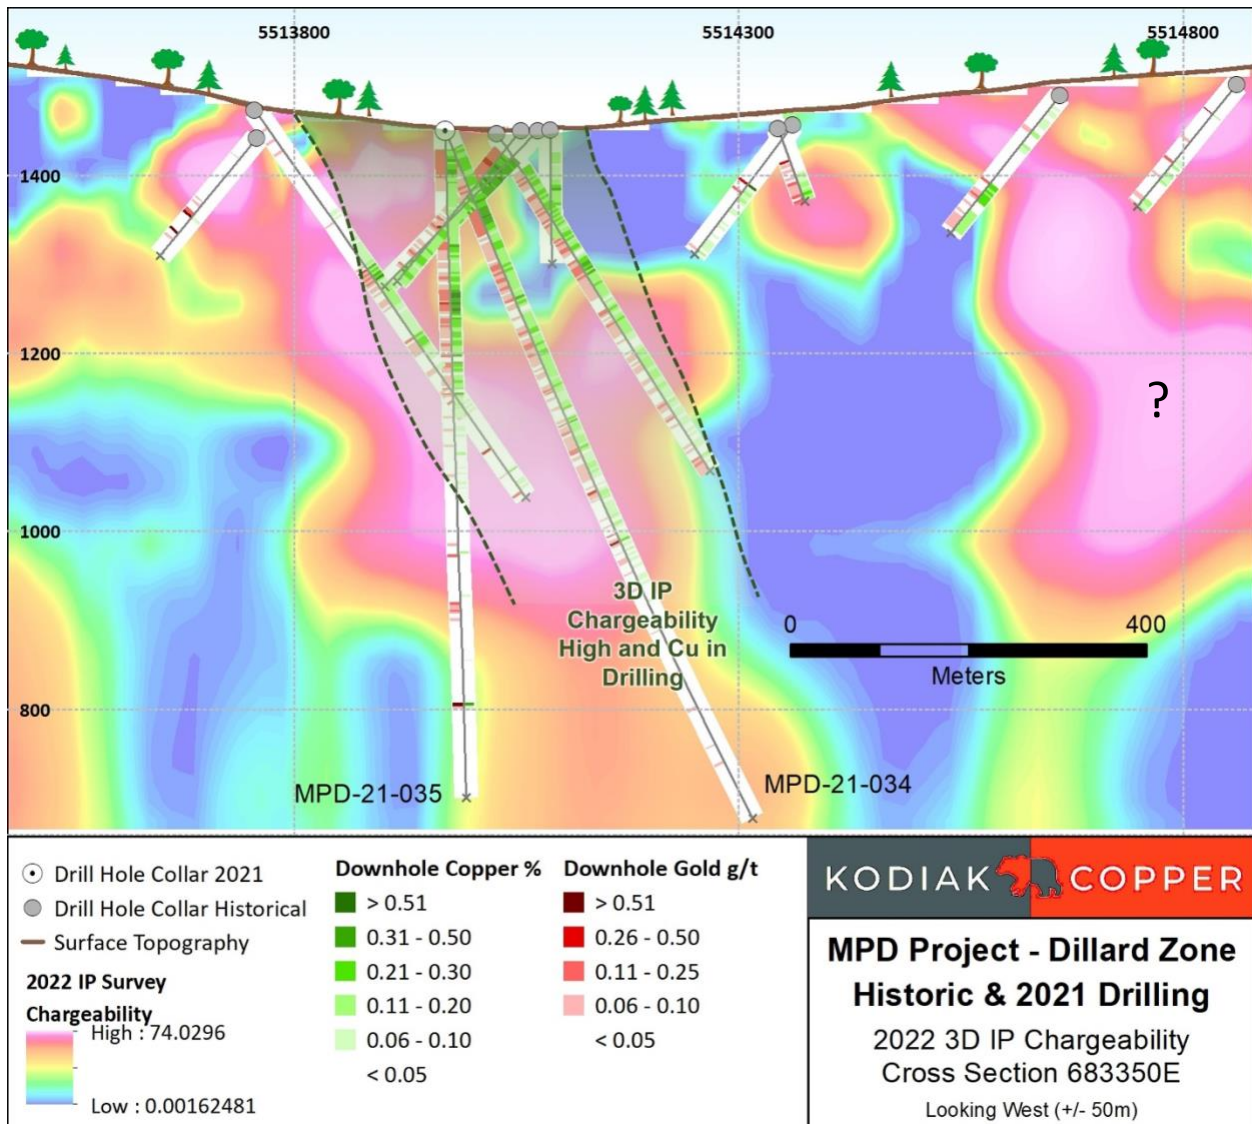 5513800
5514300
5514800
1400
1200
?
1000
3D IP
Chargeability
High and Cu in
Drilling
0
400
Meters
800
MPD-21-035
MPD-21-034
Drill Hole Collar 2021
Drill Hole Collar Historical
Surface Topography
2022 IP Survey
Chargeability
High : 74.0296
Low : 0.00162481
Downhole Copper %
> 0.51
0.31 - 0.50
0.21 - 0.30
0.11 - 0.20
0.06 - 0.10
< 0.05
Downhole Gold g/t
> 0.51
0.26 - 0.50
0.11 - 0.25
0.06 - 0.10
< 0.05
KODIAK COPPER
MPD Project - Dillard Zone
Historic & 2021 Drilling
2022 3D IP Chargeability
Cross Section 683350E
Looking West (+/- 50m)